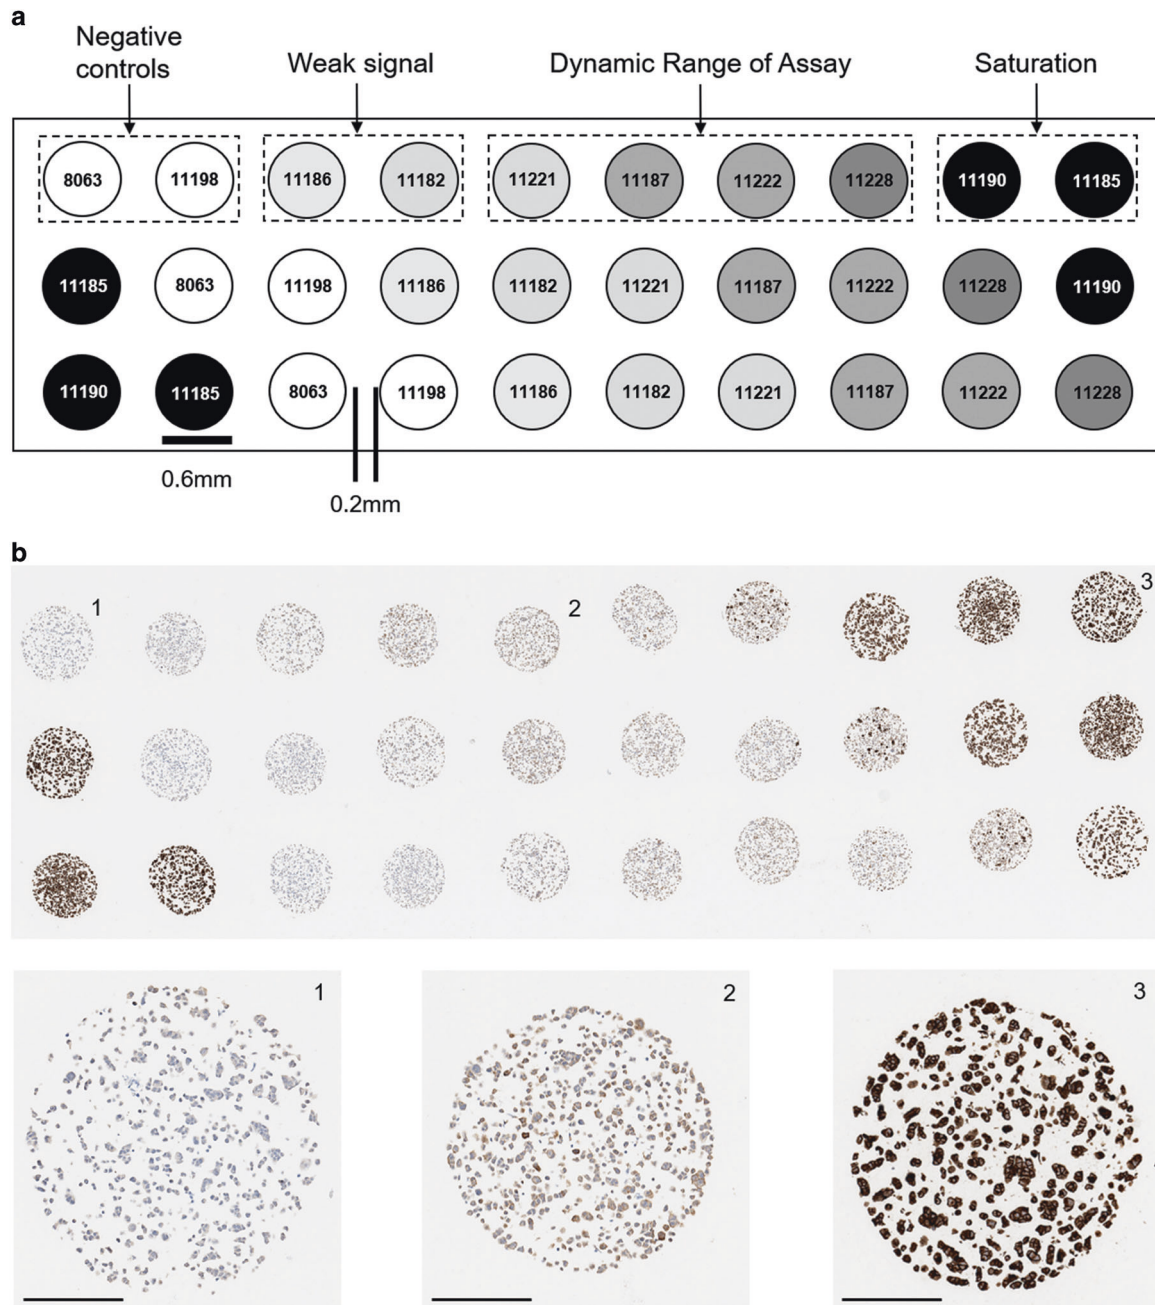 a
Negative
controls
Weak signal
Dynamic Range of Assay
Saturation
8063 11198 11186 11182 11221 11187 11222 11228 11190 11185
11185 8063 11198 11186 11182 11221 11187 11222 11228 11190
11190 11185 8063 11198 11186 11182 11221 11187 11222 11228
0.6mm
0.2mm
b
1 2 3
1 2 3